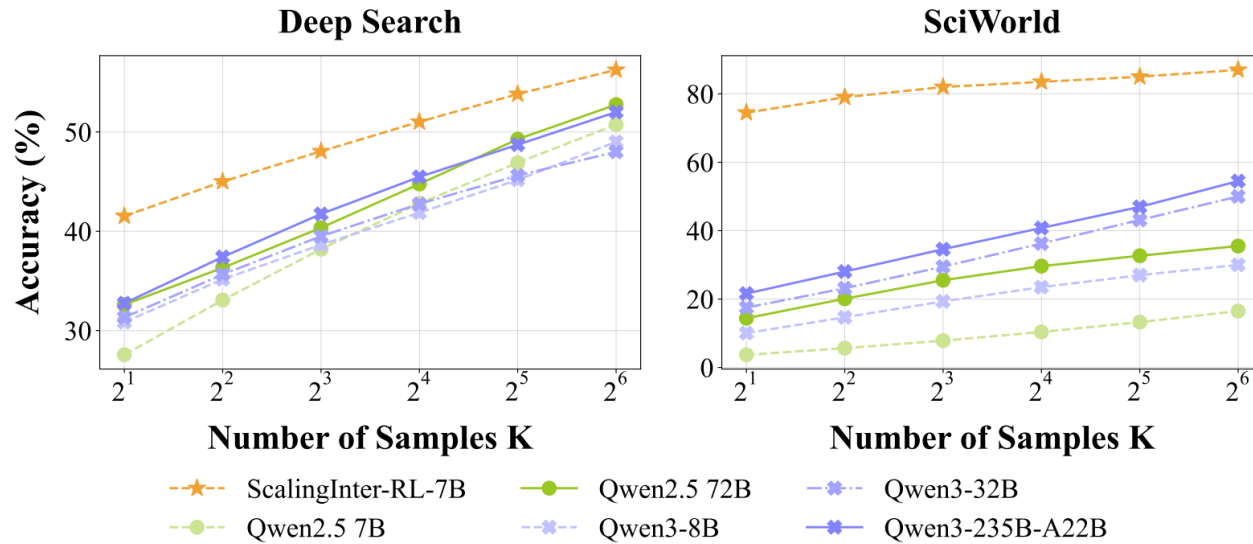 Deep Search
SciWorld
Accuracy (%)
50
40
30
2^1 2^2 2^3 2^4 2^5 2^6
Number of Samples K
80
60
40
20
0
2^1 2^2 2^3 2^4 2^5 2^6
Number of Samples K
ScalingInter-RL-7B
Qwen2.5 72B
Qwen3-32B
Qwen2.5 7B
Qwen3-8B
Qwen3-235B-A22B